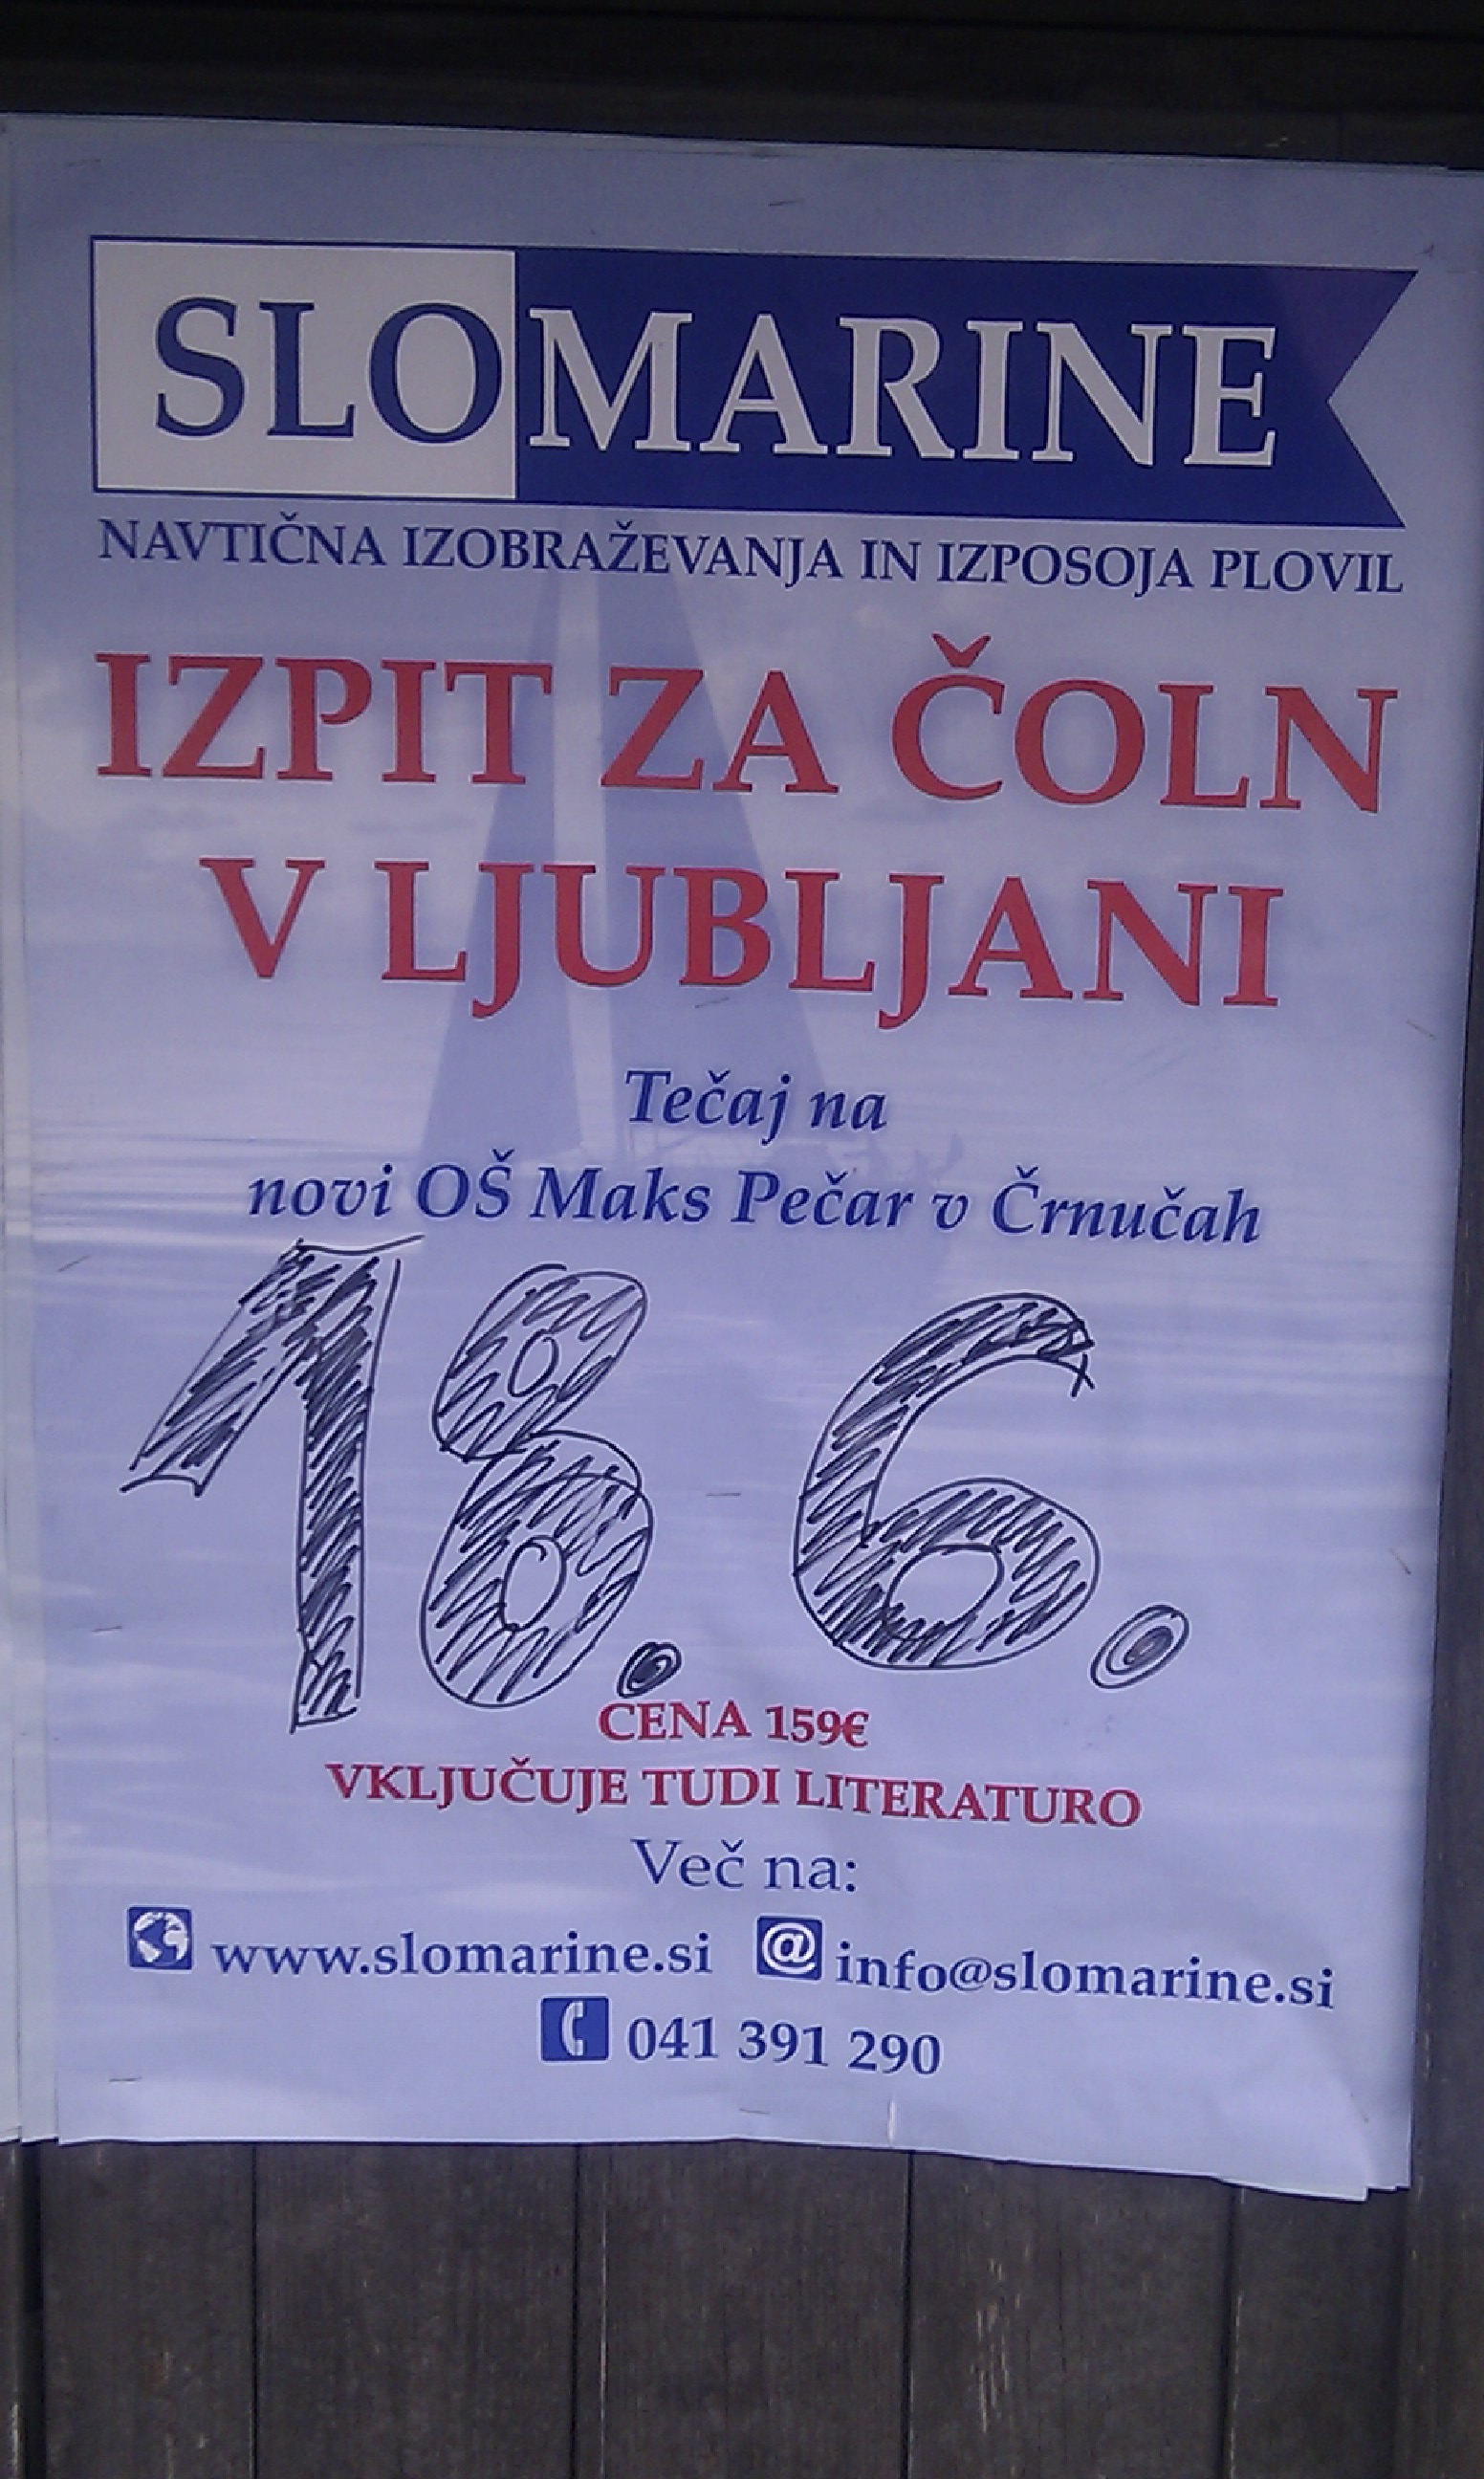 SLOMARINE
NAVTIČNA IZOBRAŽEVANJA IN IZPOSOJA PLOVIL
IZPIT ZA ČOLN
V LJUBLJANI
Tečaj na
novi OŠ Maks Pečar v Črnučah
18. 6.
CENA 159€
VKLJUČUJE TUDI LITERATURO
Več na:
www.slomarine.si @ info@slomarine.si
041 391 290